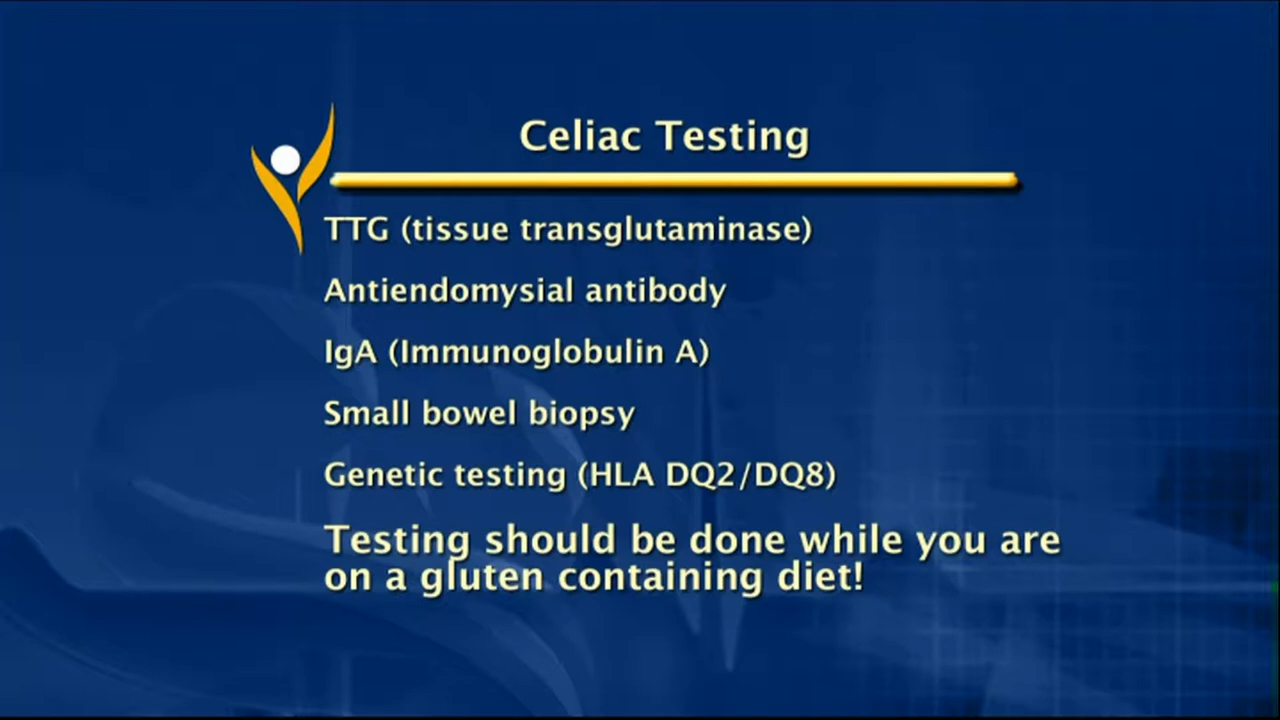 Celiac Testing
TTG (tissue transglutaminase)
Antiendomysial antibody
IgA (Immunoglobulin A)
Small bowel biopsy
Genetic testing (HLA DQ2/DQ8)
Testing should be done while you are
on a gluten containing diet!